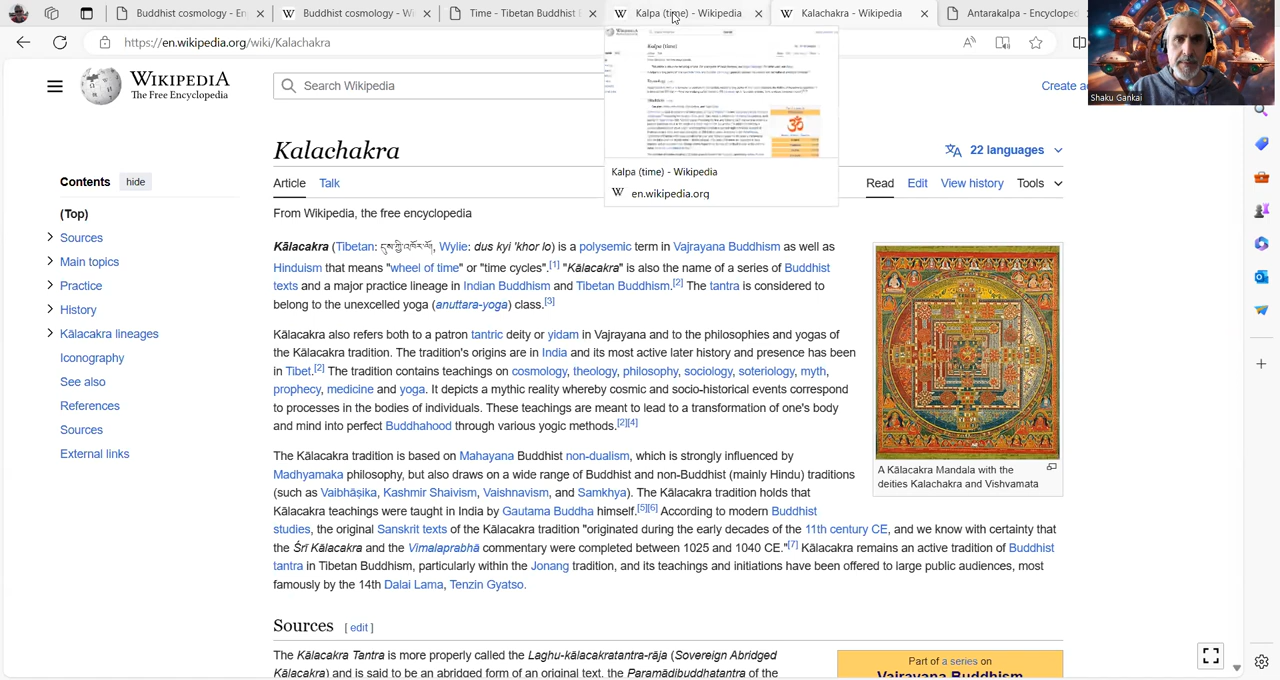 Buddhist cosmology - En
Buddhist cosmology - Wi
Time - Tibetan Buddhist E
Kalpa (time) - Wikipedia
Kalachakra - Wikipedia
Antarakalpa - Encycloped
https://en.wikipedia.org/wiki/Kalachakra
Shaku Gankai
WIKIPEDIA
The Free Encyclopedia
Search Wikipedia
Create ac
Kalpa (time)
Kalpa (time) - Wikipedia
en.wikipedia.org
Kalachakra
22 languages
Contents hide
Article Talk
Read Edit View history Tools
(Top)
Sources
Main topics
Practice
History
Kālacakra lineages
Iconography
See also
References
Sources
External links
From Wikipedia, the free encyclopedia
Kālacakra (Tibetan: དུས་ཀྱི་འཁོར་ལོ།, Wylie: dus kyi 'khor lo) is a polysemic term in Vajrayana Buddhism as well as
Hinduism that means "wheel of time" or "time cycles".[1] "Kālacakra" is also the name of a series of Buddhist
texts and a major practice lineage in Indian Buddhism and Tibetan Buddhism.[2] The tantra is considered to
belong to the unexcelled yoga (anuttara-yoga) class.[3]
Kālacakra also refers both to a patron tantric deity or yidam in Vajrayana and to the philosophies and yogas of
the Kālacakra tradition. The tradition's origins are in India and its most active later history and presence has been
in Tibet.[2] The tradition contains teachings on cosmology, theology, philosophy, sociology, soteriology, myth,
prophecy, medicine and yoga. It depicts a mythic reality whereby cosmic and socio-historical events correspond
to processes in the bodies of individuals. These teachings are meant to lead to a transformation of one's body
and mind into perfect Buddhahood through various yogic methods.[2][4]
The Kālacakra tradition is based on Mahayana Buddhist non-dualism, which is strongly influenced by
Madhyamaka philosophy, but also draws on a wide range of Buddhist and non-Buddhist (mainly Hindu) traditions
(such as Vaibhāṣika, Kashmir Shaivism, Vaishnavism, and Samkhya). The Kālacakra tradition holds that
Kālacakra teachings were taught in India by Gautama Buddha himself.[5][6] According to modern Buddhist
studies, the original Sanskrit texts of the Kālacakra tradition "originated during the early decades of the 11th century CE, and we know with certainty that
the Śrī Kālacakra and the Vimalaprabhā commentary were completed between 1025 and 1040 CE."[7] Kālacakra remains an active tradition of Buddhist
tantra in Tibetan Buddhism, particularly within the Jonang tradition, and its teachings and initiations have been offered to large public audiences, most
famously by the 14th Dalai Lama, Tenzin Gyatso.
A Kālacakra Mandala with the
deities Kalachakra and Vishvamata
Sources [ edit ]
The Kālacakra Tantra is more properly called the Laghu-kālacakratantra-rāja (Sovereign Abridged
Kālacakra) and is said to be an abridged form of an original text, the Paramādibuddhatantra of the
Part of a series on
Vajrayana Buddhism